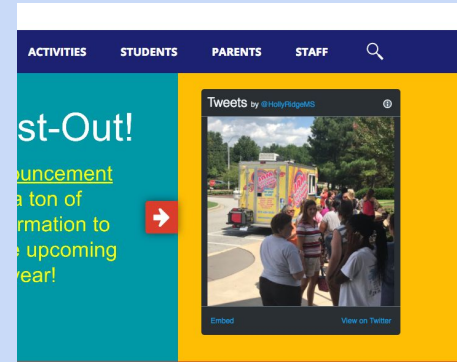 ACTIVITIES STUDENTS PARENTS STAFF
st-Out!
ouncement
a ton of
rmation to
upcoming
year!
Tweets by @HollyRidgeMS
Embed View on Twitter